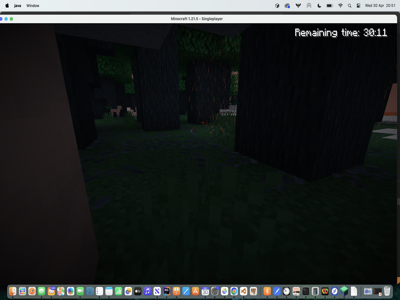 java Window
Wed 30 Apr 20:51
Minecraft 1.21.5 - Singleplayer
Remaining time: 30:11